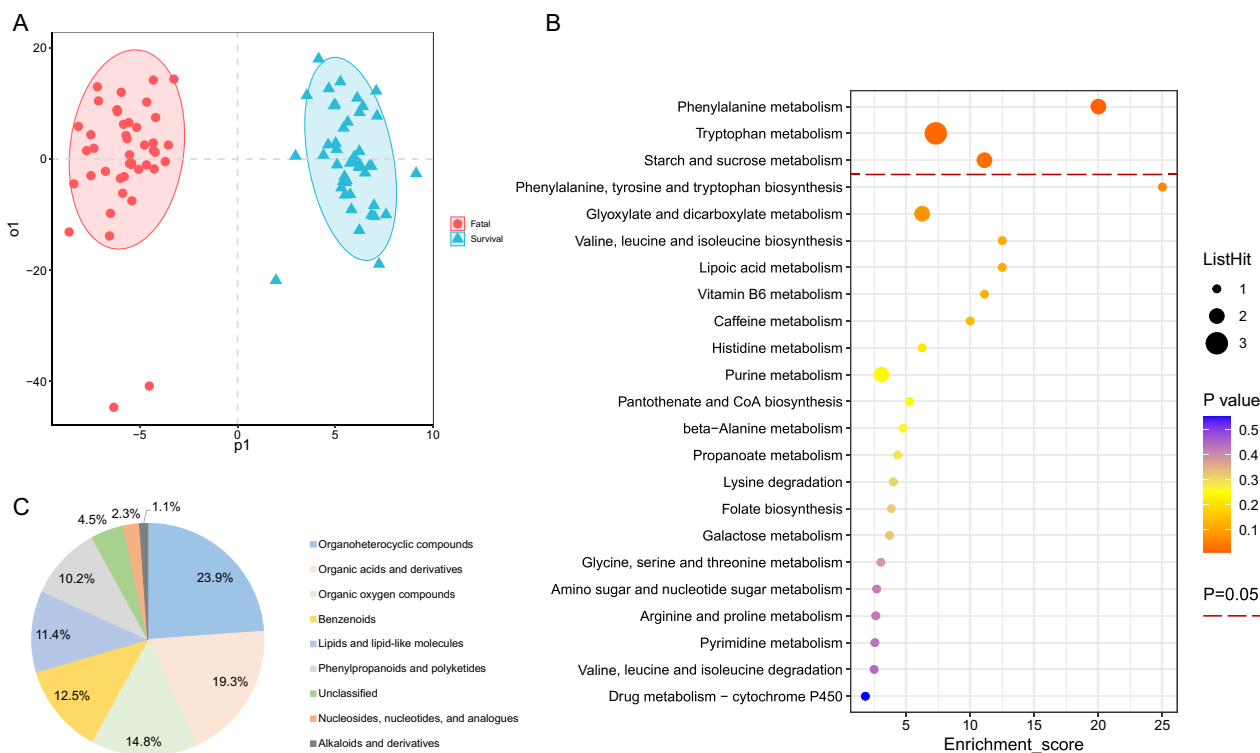 A
20
0
−20
−40
o1
−5
0
5
10
p1
Fatal
Survival
B
Phenylalanine metabolism
Tryptophan metabolism
Starch and sucrose metabolism
Phenylalanine, tyrosine and tryptophan biosynthesis
Glyoxylate and dicarboxylate metabolism
Valine, leucine and isoleucine biosynthesis
Lipoic acid metabolism
Vitamin B6 metabolism
Caffeine metabolism
Histidine metabolism
Purine metabolism
Pantothenate and CoA biosynthesis
beta−Alanine metabolism
Propanoate metabolism
Lysine degradation
Folate biosynthesis
Galactose metabolism
Glycine, serine and threonine metabolism
Amino sugar and nucleotide sugar metabolism
Arginine and proline metabolism
Pyrimidine metabolism
Valine, leucine and isoleucine degradation
Drug metabolism − cytochrome P450
5
10
15
20
25
Enrichment_score
ListHit
1
2
3
P value
0.5
0.4
0.3
0.2
0.1
P=0.05
C
23.9%
19.3%
14.8%
12.5%
11.4%
10.2%
4.5%
2.3%
1.1%
Organoheterocyclic compounds
Organic acids and derivatives
Organic oxygen compounds
Benzenoids
Lipids and lipid-like molecules
Phenylpropanoids and polyketides
Unclassified
Nucleosides, nucleotides, and analogues
Alkaloids and derivatives